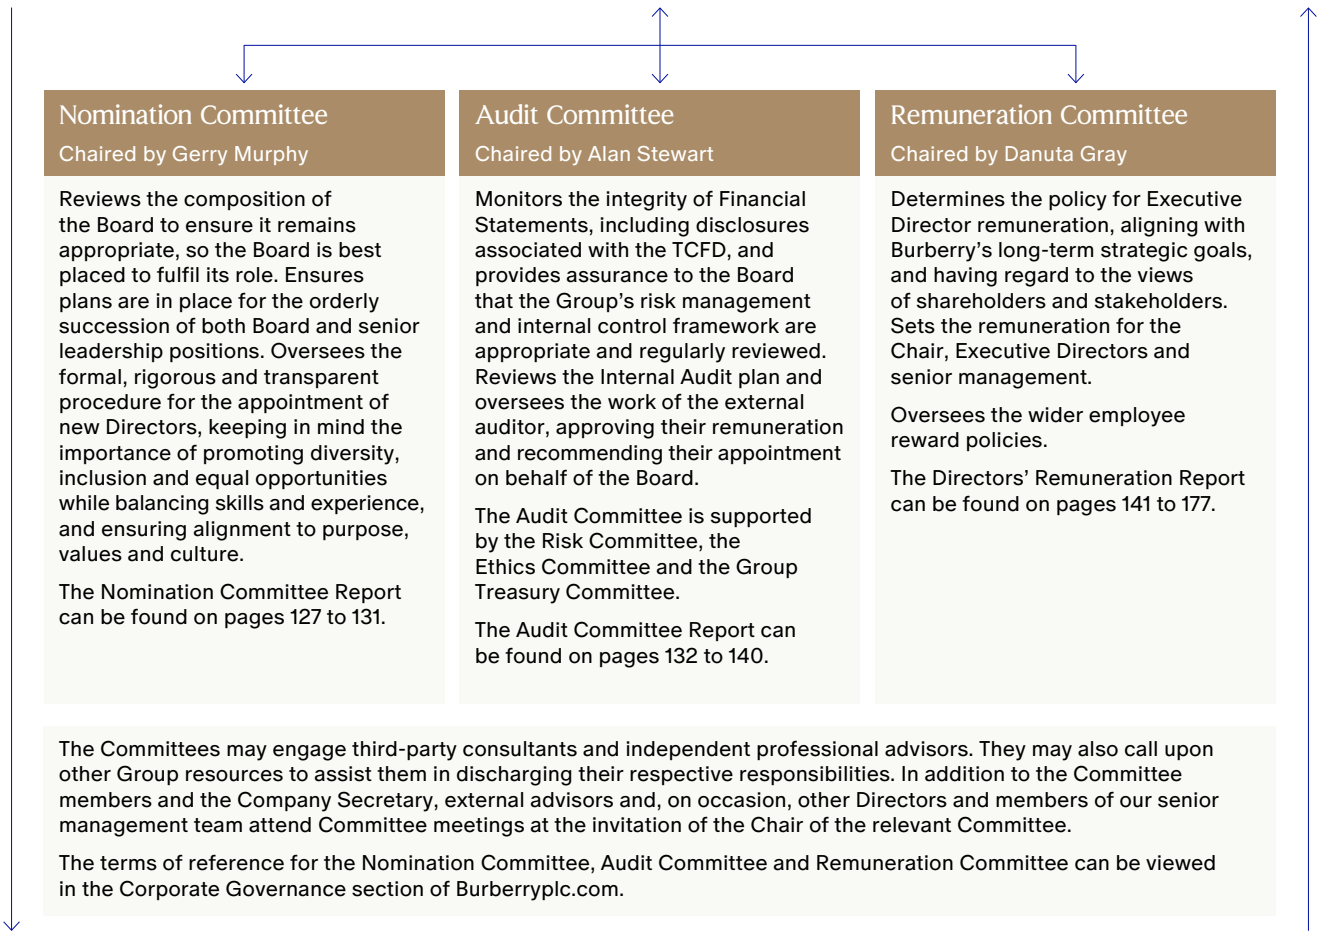 Nomination Committee
Chaired by Gerry Murphy
Reviews the composition of
the Board to ensure it remains
appropriate, so the Board is best
placed to fulfil its role. Ensures
plans are in place for the orderly
succession of both Board and senior
leadership positions. Oversees the
formal, rigorous and transparent
procedure for the appointment of
new Directors, keeping in mind the
importance of promoting diversity,
inclusion and equal opportunities
while balancing skills and experience,
and ensuring alignment to purpose,
values and culture.
The Nomination Committee Report
can be found on pages 127 to 131.
Audit Committee
Chaired by Alan Stewart
Monitors the integrity of Financial
Statements, including disclosures
associated with the TCFD, and
provides assurance to the Board
that the Group’s risk management
and internal control framework are
appropriate and regularly reviewed.
Reviews the Internal Audit plan and
oversees the work of the external
auditor, approving their remuneration
and recommending their appointment
on behalf of the Board.
The Audit Committee is supported
by the Risk Committee, the
Ethics Committee and the Group
Treasury Committee.
The Audit Committee Report can
be found on pages 132 to 140.
Remuneration Committee
Chaired by Danuta Gray
Determines the policy for Executive
Director remuneration, aligning with
Burberry’s long-term strategic goals,
and having regard to the views
of shareholders and stakeholders.
Sets the remuneration for the
Chair, Executive Directors and
senior management.
Oversees the wider employee
reward policies.
The Directors’ Remuneration Report
can be found on pages 141 to 177.
The Committees may engage third-party consultants and independent professional advisors. They may also call upon
other Group resources to assist them in discharging their respective responsibilities. In addition to the Committee
members and the Company Secretary, external advisors and, on occasion, other Directors and members of our senior
management team attend Committee meetings at the invitation of the Chair of the relevant Committee.
The terms of reference for the Nomination Committee, Audit Committee and Remuneration Committee can be viewed
in the Corporate Governance section of Burberryplc.com.